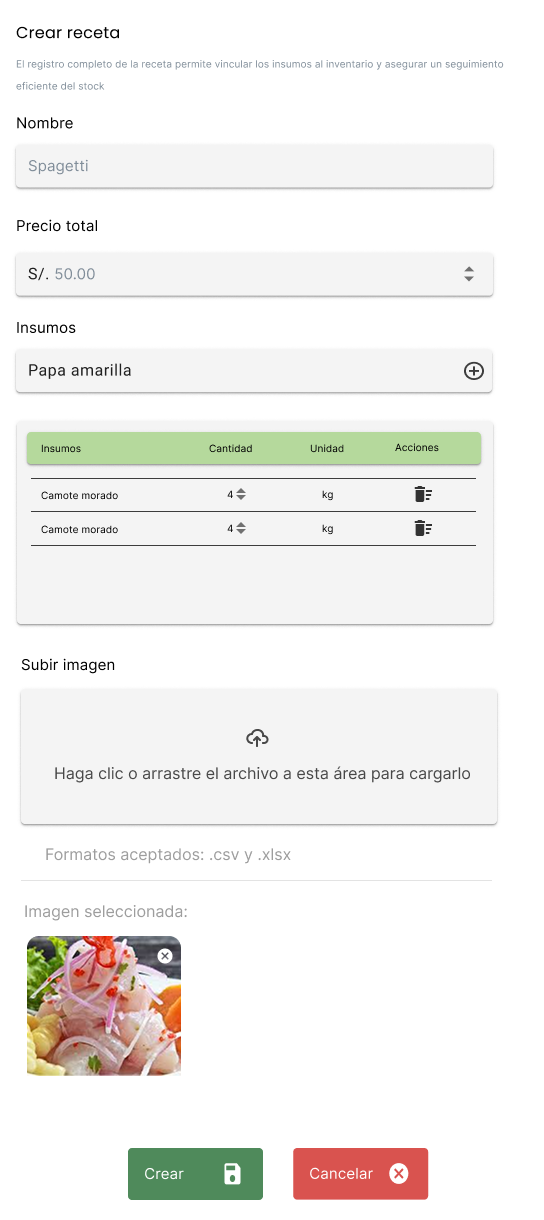 Crear receta
El registro completo de la receta permite vincular los insumos al inventario y asegurar un seguimiento
eficiente del stock
Nombre
Spagetti
Precio total
S/. 50.00
Insumos
Papa amarilla
Insumos Cantidad Unidad Acciones
Camote morado 4 kg
Camote morado 4 kg
Subir imagen
Haga clic o arrastre el archivo a esta área para cargarlo
Formatos aceptados: .csv y .xlsx
Imagen seleccionada:
Crear Cancelar